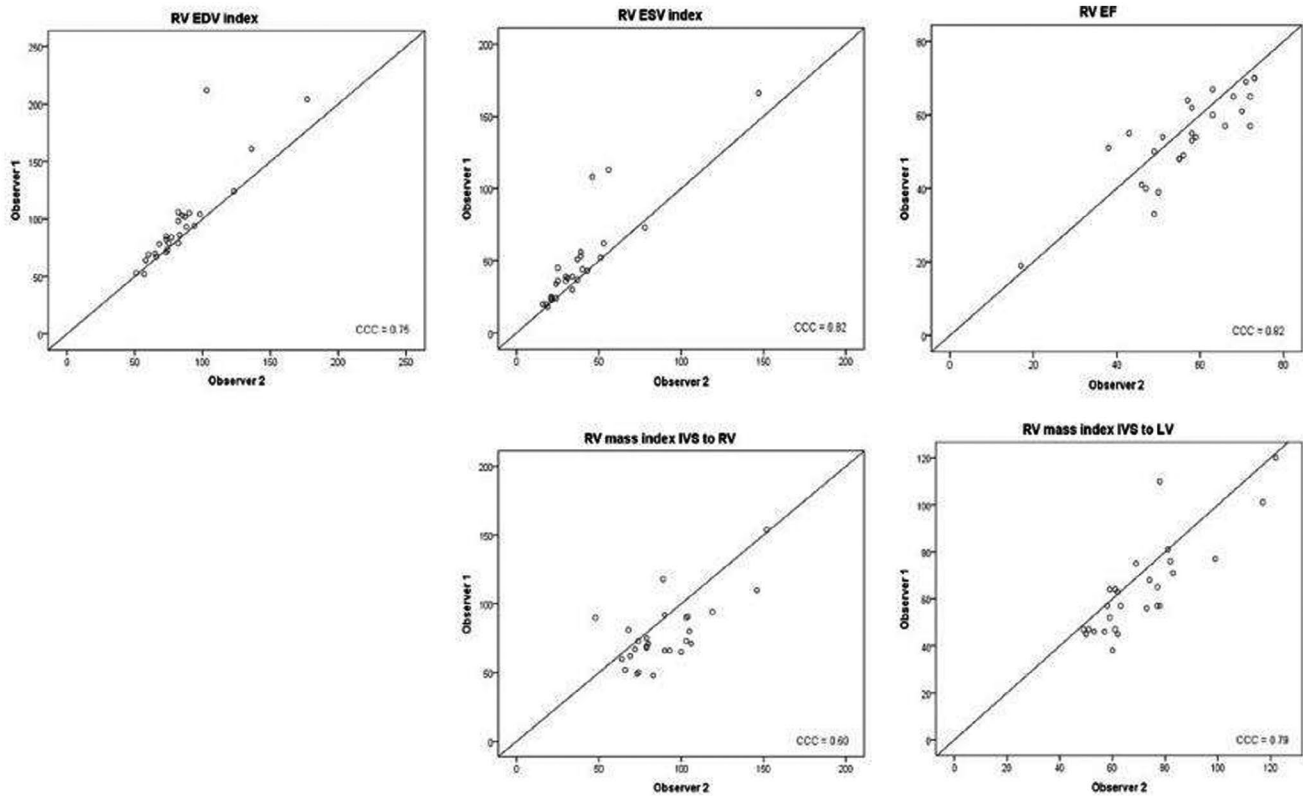 RV EDV index
250
200
150
100
50
0
Observer 1
0 50 100 150 200 250
Observer 2
CCC = 0.75
RV ESV index
200
150
100
50
0
Observer 1
0 50 100 150 200
Observer 2
CCC = 0.82
RV EF
80
60
40
20
0
Observer 1
0 20 40 60 80
Observer 2
CCC = 0.82
RV mass index IVS to RV
200
150
100
50
0
Observer 1
0 50 100 150 200
Observer 2
CCC = 0.60
RV mass index IVS to LV
120
100
80
60
40
20
0
Observer 1
0 20 40 60 80 100 120
Observer 2
CCC = 0.79